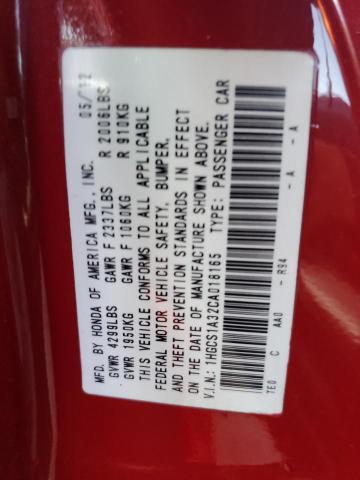 MFD. BY HONDA OF AMERICA MFG., INC. 05/12
GVWR 4299LBS GAWR F 2337LBS R 2006LBS
GVWR 1950KG GAWR F 1060KG R 910KG
THIS VEHICLE CONFORMS TO ALL APPLICABLE
FEDERAL MOTOR VEHICLE SAFETY, BUMPER,
AND THEFT PREVENTION STANDARDS IN EFFECT
ON THE DATE OF MANUFACTURE SHOWN ABOVE.
V.I.N.: 1HGCS1A32CA018165 TYPE: PASSENGER CAR
TE0 C AA0 - R94 - A - A